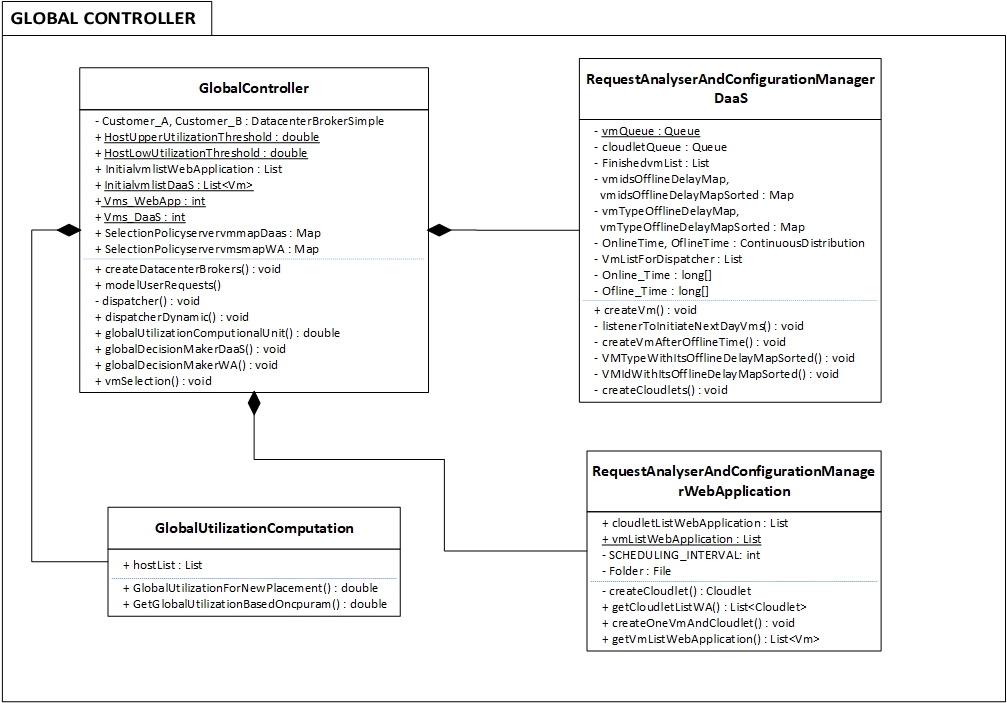 GLOBAL CONTROLLER
GlobalController
- Customer_A, Customer_B : DatacenterBrokerSimple
+ HostUpperUtilizationThreshold : double
+ HostLowUtilizationThreshold : double
+ InitialvmlistWebApplication : List
+ InitialvmlistDaaS : List<Vm>
+ Vms_WebApp : int
+ Vms_DaaS : int
+ SelectionPolicyservervmmapDaas : Map
+ SelectionPolicyservervmsmapWA : Map
+ createDatacenterBrokers() : void
+ modelUserRequests()
- dispatcher() : void
+ dispatcherDynamic() : void
+ globalUtilizationComputionalUnit() : double
+ globalDecisionMakerDaaS() : void
+ globalDecisionMakerWA() : void
+ vmSelection() : void
RequestAnalyserAndConfigurationManager
DaaS
- vmQueue : Queue
- cloudletQueue : Queue
- FinishedvmList : List
- vmidsOfflineDelayMap,
vmidsOfflineDelayMapSorted : Map
- vmTypeOfflineDelayMap,
vmTypeOfflineDelayMapSorted : Map
- OnlineTime, OflineTime : ContinuousDistribution
- VmListForDispatcher : List
- Online_Time : long[]
- Ofline_Time : long[]
+ createVm() : void
- listenerToInitiateNextDayVms() : void
- createVmAfterOfflineTime() : void
- VMTypeWithItsOfflineDelayMapSorted() : void
- VMIdWithItsOfflineDelayMapSorted() : void
- createCloudlets() : void
GlobalUtilizationComputation
+ hostList : List
+ GlobalUtilizationForNewPlacement() : double
+ GetGlobalUtilizationBasedOncpuram() : double
RequestAnalyserAndConfigurationManage
rWebApplication
+ cloudletListWebApplication : List
+ vmListWebApplication : List
- SCHEDULING_INTERVAL: int
- Folder : File
- createCloudlet() : Cloudlet
+ getCloudletListWA() : List<Cloudlet>
+ createOneVmAndCloudlet() : void
+ getVmListWebApplication() : List<Vm>